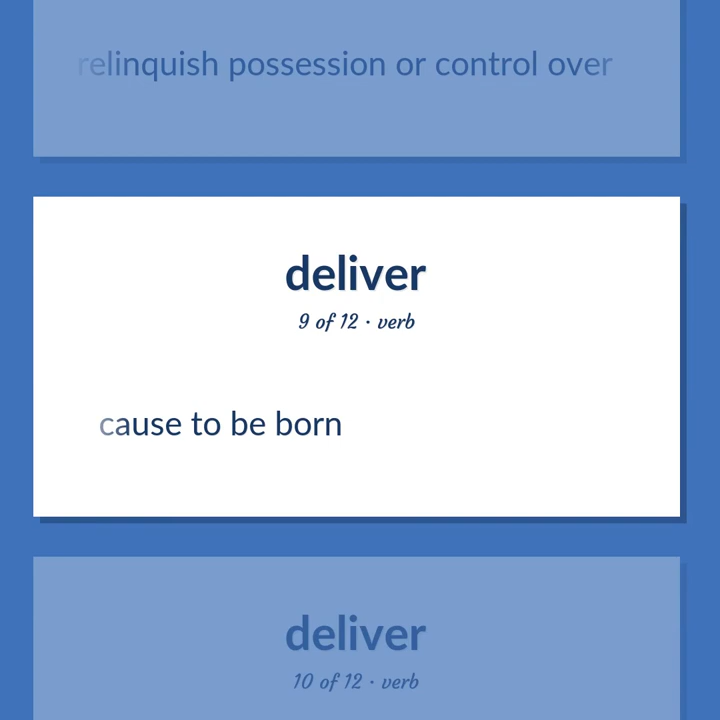 relinquish possession or control over
deliver
9 of 12 · verb
cause to be born
deliver
10 of 12 · verb